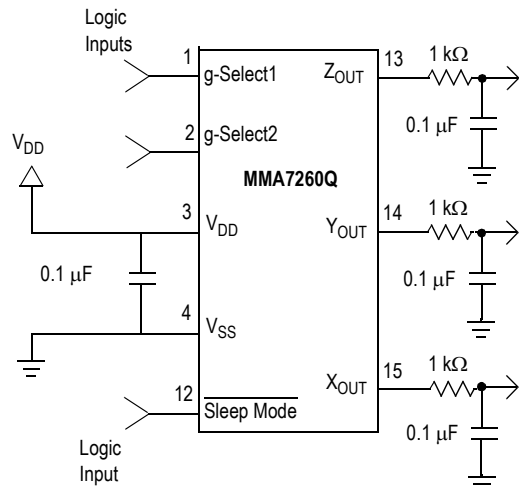 Logic
Inputs
1
g-Select1
2
g-Select2
V_DD
3
V_DD
0.1 μF
4
V_SS
12
Sleep Mode
Logic
Input
MMA7260Q
Z_OUT
13
1 kΩ
0.1 μF
Y_OUT
14
1 kΩ
0.1 μF
X_OUT
15
1 kΩ
0.1 μF